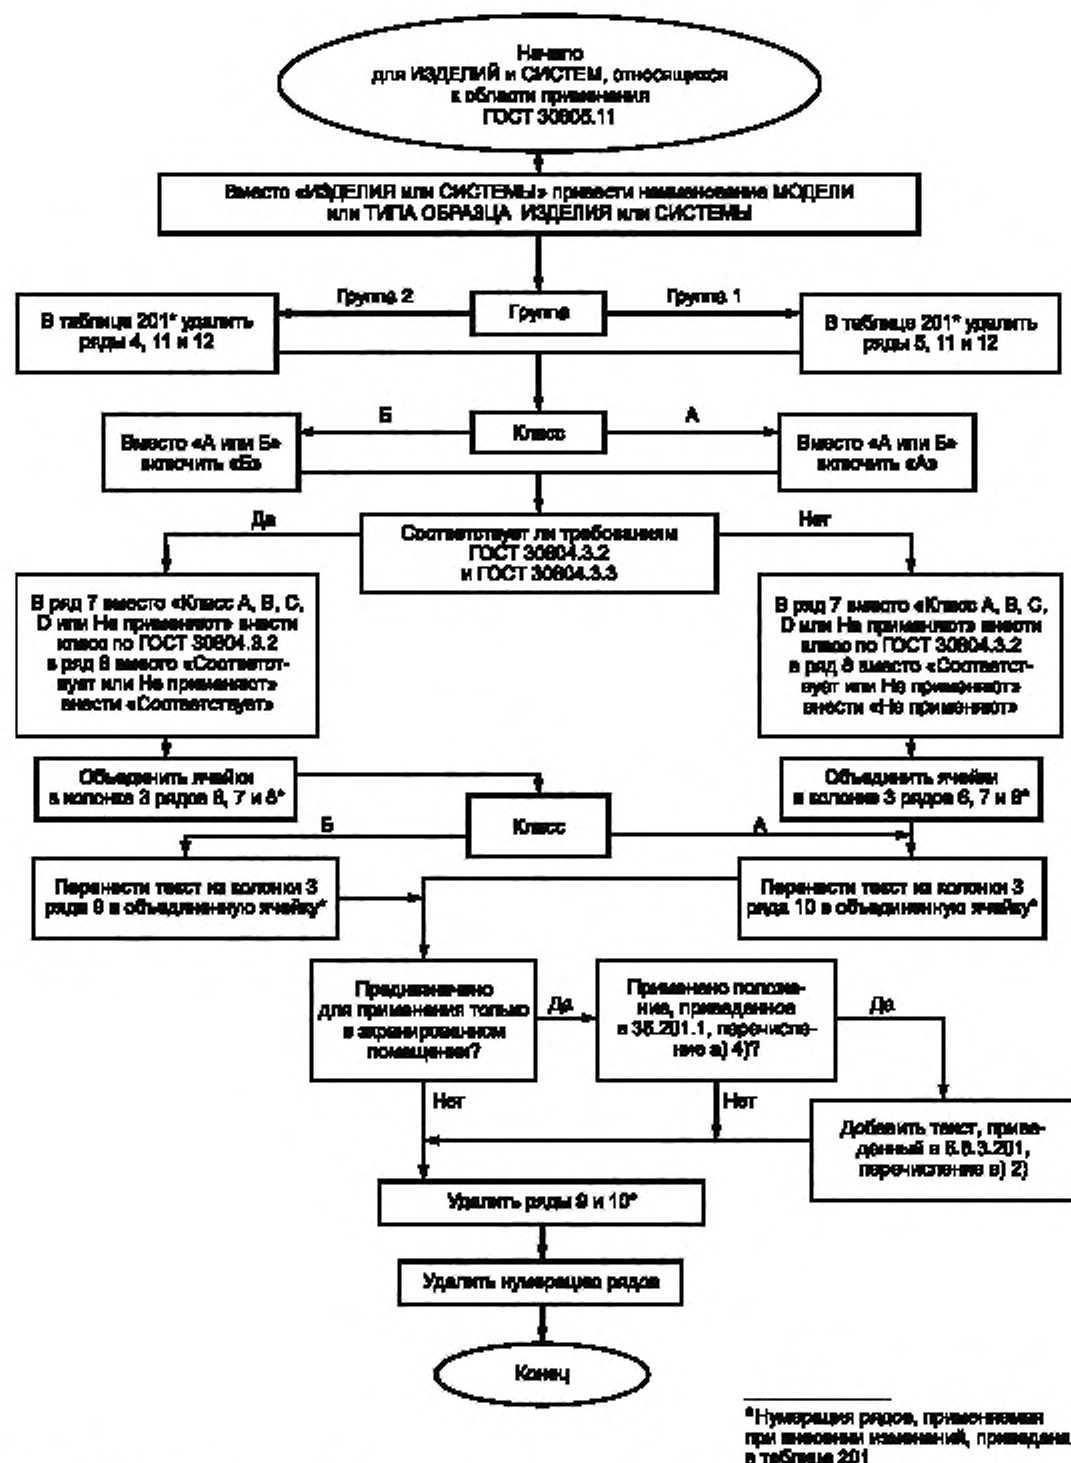 Начало
для ИЗДЕЛИЙ и СИСТЕМ, относящихся
к области применения
ГОСТ 30805.11
Вместо «ИЗДЕЛИЯ или СИСТЕМЫ» привести наименование МОДЕЛИ
или ТИПА ОБРАЗЦА ИЗДЕЛИЯ или СИСТЕМЫ
Группа 2
Группа
Группа 1
В таблице 201* удалить
ряды 4, 11 и 12
В таблице 201* удалить
ряды 5, 11 и 12
Б
Класс
А
Вместо «А или Б»
включить «Б»
Вместо «А или Б»
включить «А»
Да
Соответствует ли требованиям
ГОСТ 30804.3.2
и ГОСТ 30804.3.3
Нет
В ряд 7 вместо «Класс А, В, С,
D или Не применяют» внести
класс по ГОСТ 30804.3.2
в ряд 8 вместо «Соответст-
вует или Не применяют»
внести «Соответствует»
В ряд 7 вместо «Класс А, В, С,
D или Не применяют» внести
класс по ГОСТ 30804.3.2
в ряд 8 вместо «Соответст-
вует или Не применяют»
внести «Не применяют»
Объединить ячейки
в колонке 3 рядов 6, 7 и 8*
Объединить ячейки
в колонке 3 рядов 6, 7 и 8*
Б
Класс
А
Перенести текст из колонки 3
ряда 9 в объединенную ячейку*
Перенести текст из колонки 3
ряда 10 в объединенную ячейку*
Предназначено
для применения только
в экранированном
помещении?
Да
Применено положе-
ние, приведенное
в 36.201.1, перечисле-
ние а) 4)?
Да
Нет
Нет
Добавить текст, приве-
денный в 6.8.3.201,
перечисление в) 2)
Удалить ряды 9 и 10*
Удалить нумерацию рядов
Конец
* Нумерация рядов, применяемая
при внесении изменений, приведена
в таблице 201